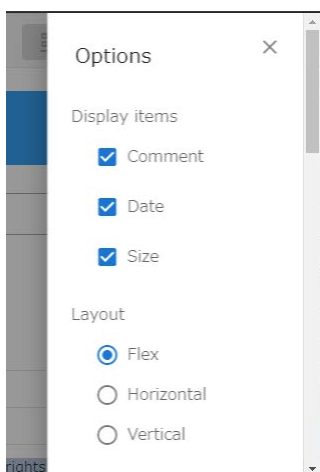 Options
Display items
Comment
Date
Size
Layout
Flex
Horizontal
Vertical
rights